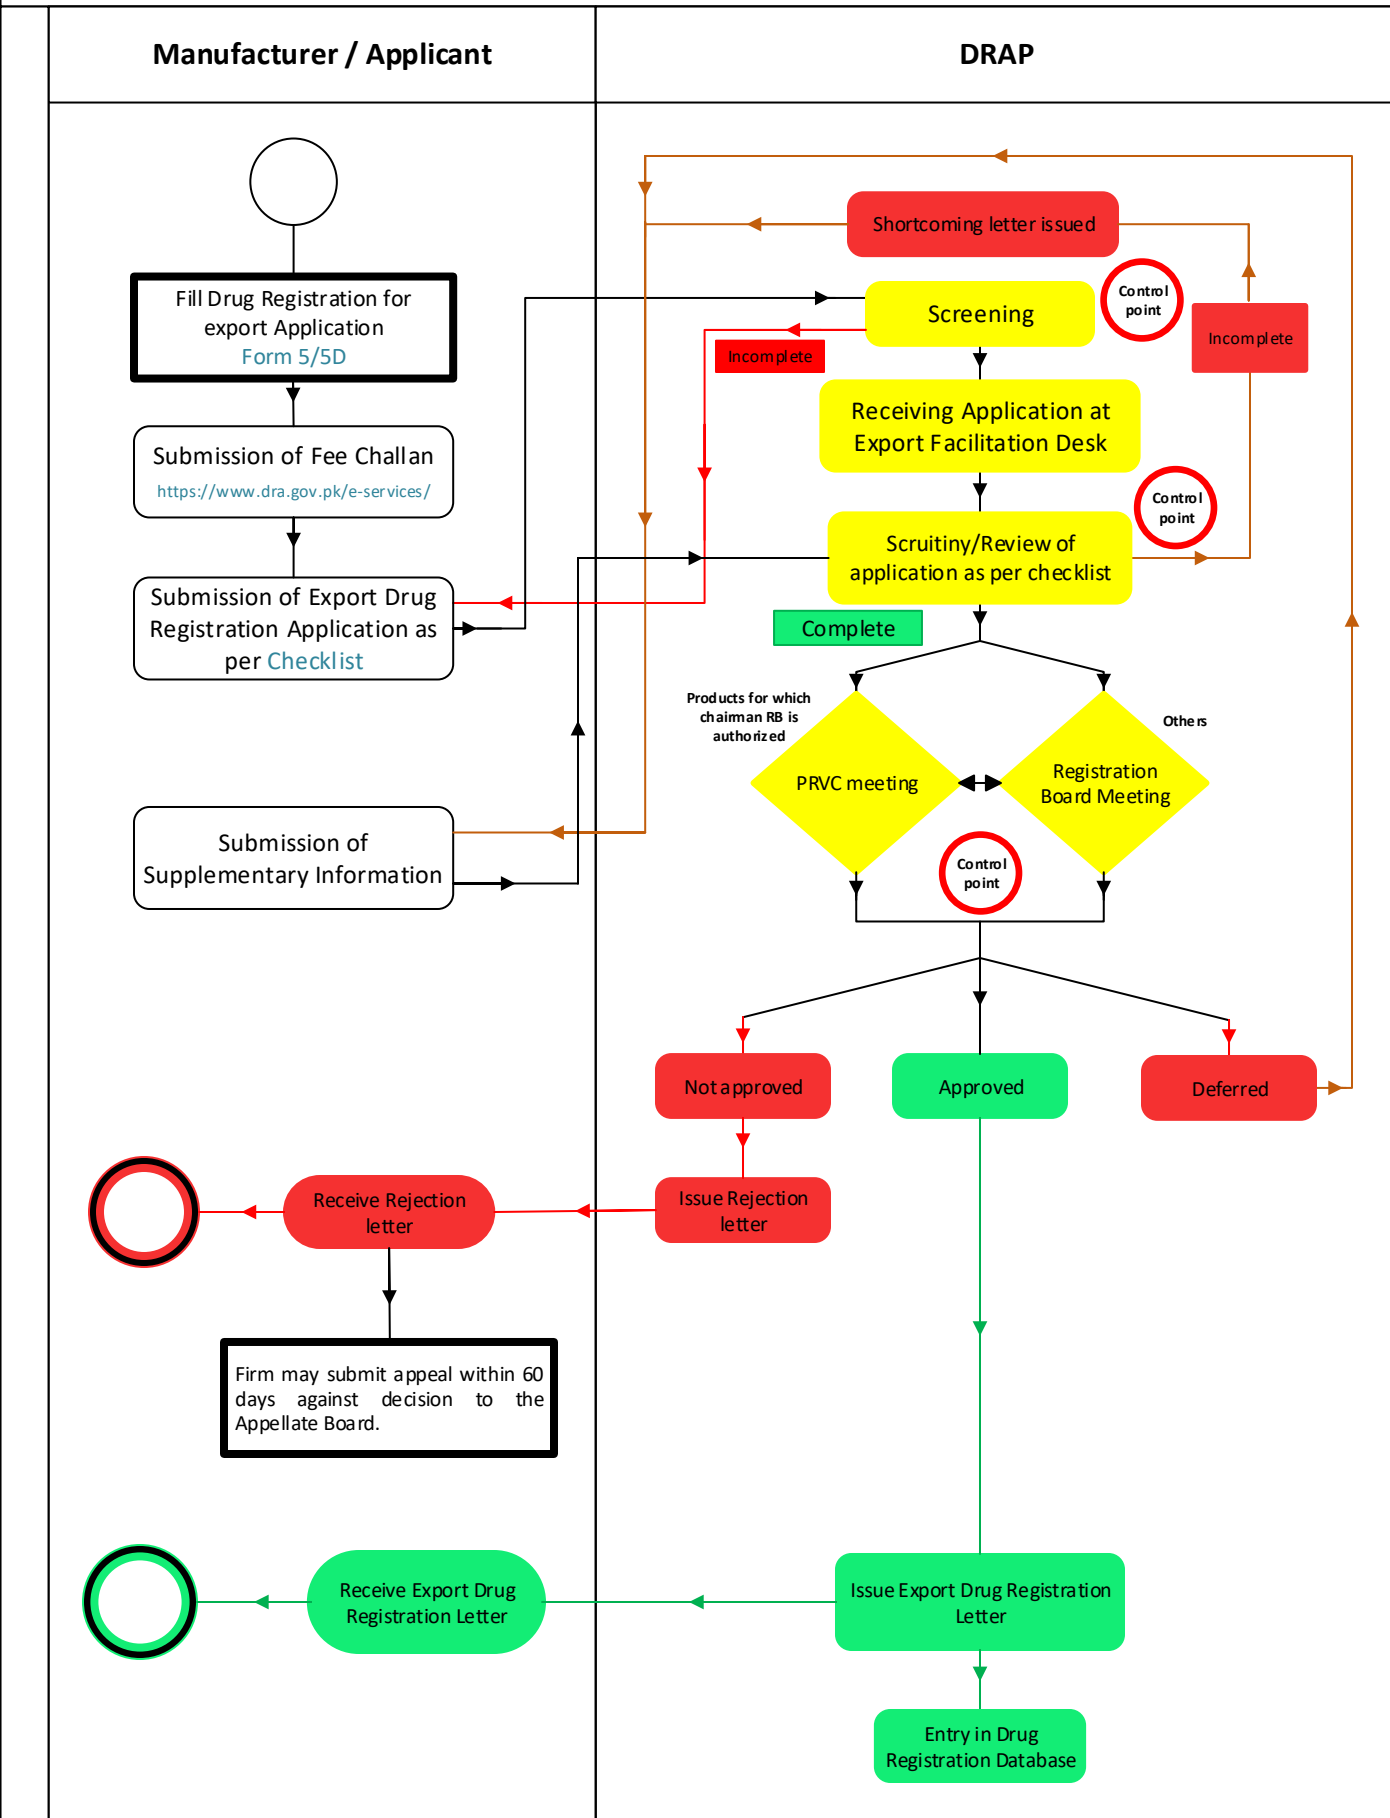 Manufacturer / Applicant
DRAP
Fill Drug Registration for
export Application
Form 5/5D
Submission of Fee Challan
https://www.dra.gov.pk/e-services/
Submission of Export Drug
Registration Application as
per Checklist
Submission of
Supplementary Information
Shortcoming letter issued
Control
point
Screening
Incomplete
Incomplete
Receiving Application at
Export Facilitation Desk
Control
point
Scruitiny/Review of
application as per checklist
Complete
Products for which
chairman RB is
authorized
Others
PRVC meeting
Registration
Board Meeting
Control
point
Not approved
Approved
Deferred
Receive Rejection
letter
Issue Rejection
letter
Firm may submit appeal within 60
days against decision to the
Appellate Board.
Receive Export Drug
Registration Letter
Issue Export Drug Registration
Letter
Entry in Drug
Registration Database